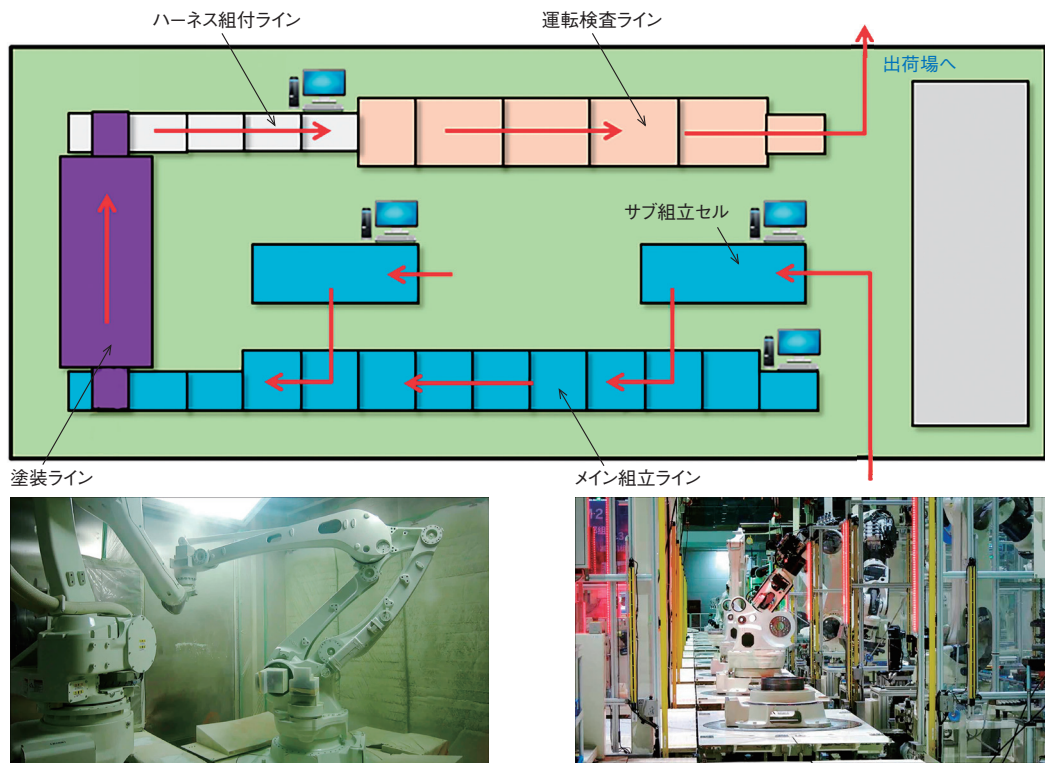 ハーネス組付ライン
運転検査ライン
出荷場へ
サブ組立セル
塗装ライン
メイン組立ライン